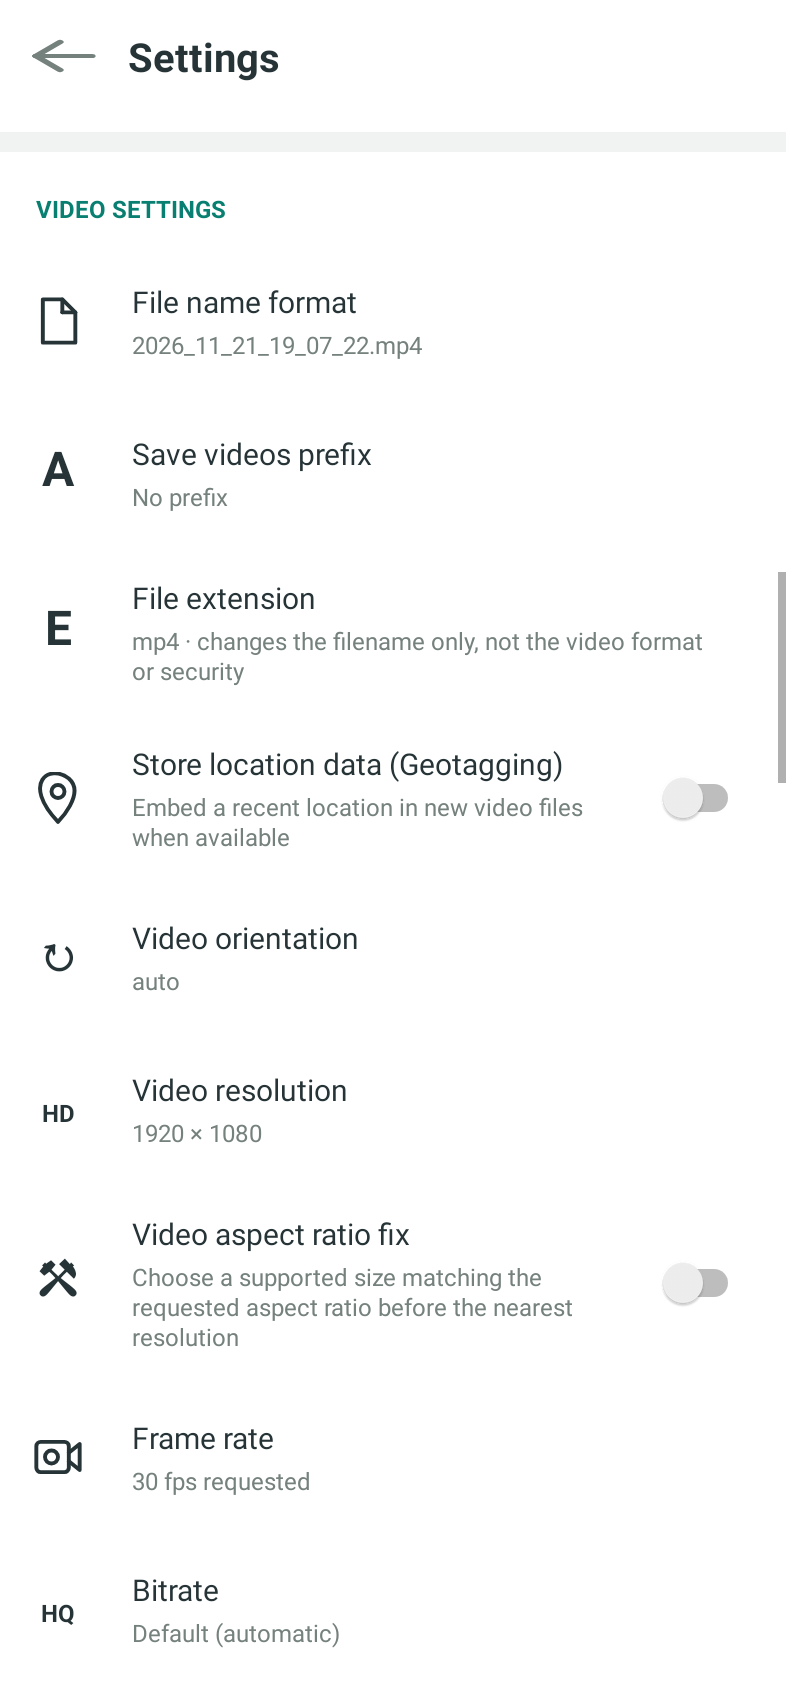 Settings
VIDEO SETTINGS
File name format
2026_11_21_19_07_22.mp4
A
Save videos prefix
No prefix
E
File extension
mp4 · changes the filename only, not the video format
or security
Store location data (Geotagging)
Embed a recent location in new video files
when available
Video orientation
auto
HD
Video resolution
1920 × 1080
Video aspect ratio fix
Choose a supported size matching the
requested aspect ratio before the nearest
resolution
Frame rate
30 fps requested
HQ
Bitrate
Default (automatic)